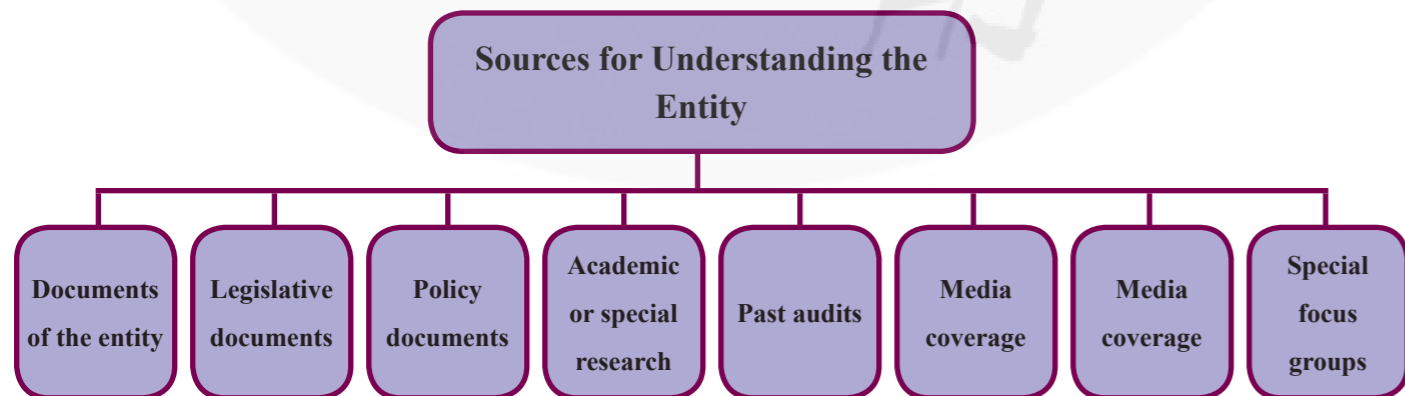 Sources for Understanding the
Entity
Documents
of the entity
Legislative
documents
Policy
documents
Academic
or special
research
Past audits
Media
coverage
Media
coverage
Special
focus
groups